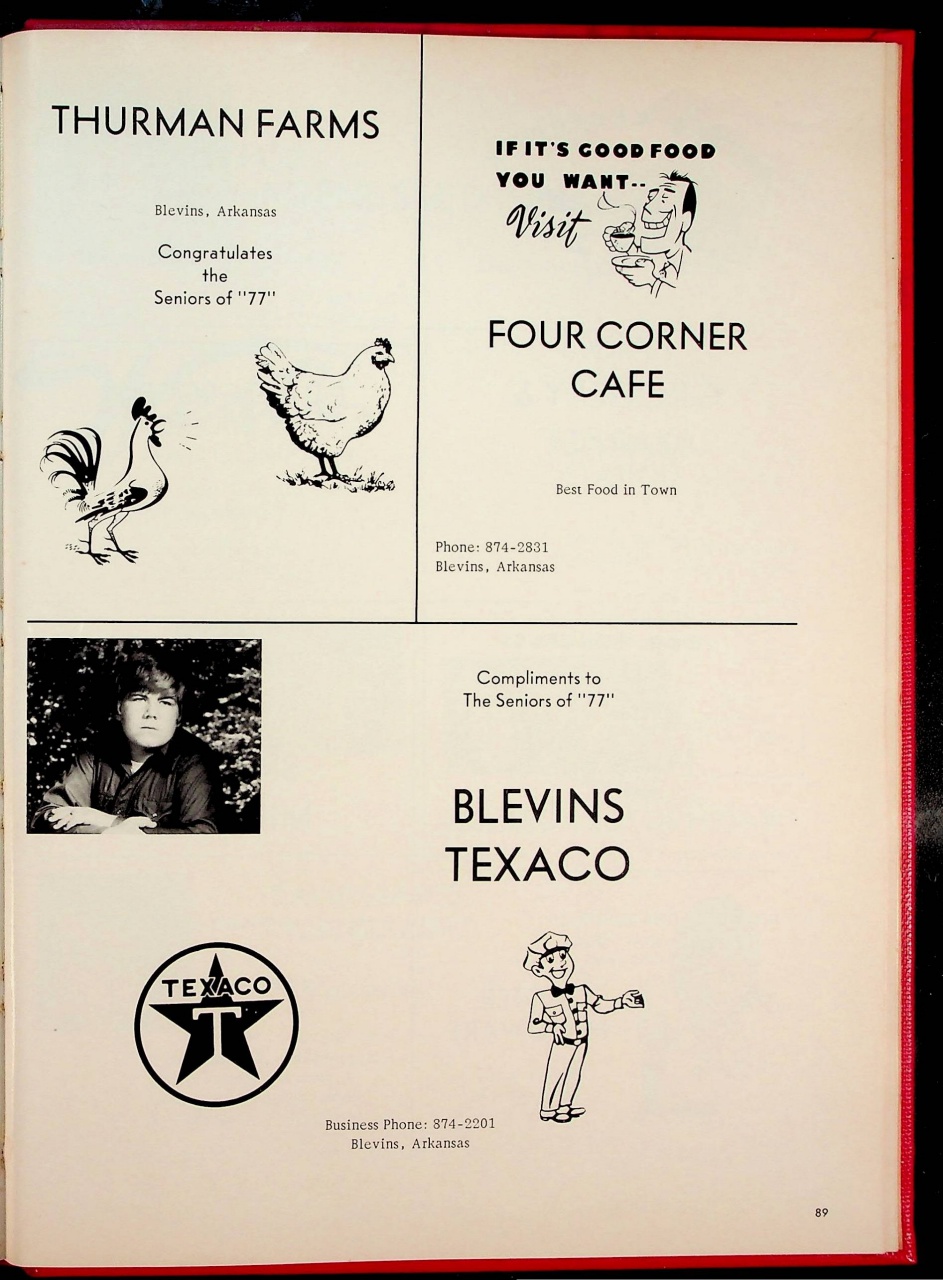 THURMAN FARMS
Blevins, Arkansas
Congratulates
the
Seniors of "77"
IF IT'S GOOD FOOD
YOU WANT--
Visit
FOUR CORNER
CAFE
Best Food in Town
Phone: 874-2831
Blevins, Arkansas
Compliments to
The Seniors of "77"
BLEVINS
TEXACO
TEXACO
T
Business Phone: 874-2201
Blevins, Arkansas
89